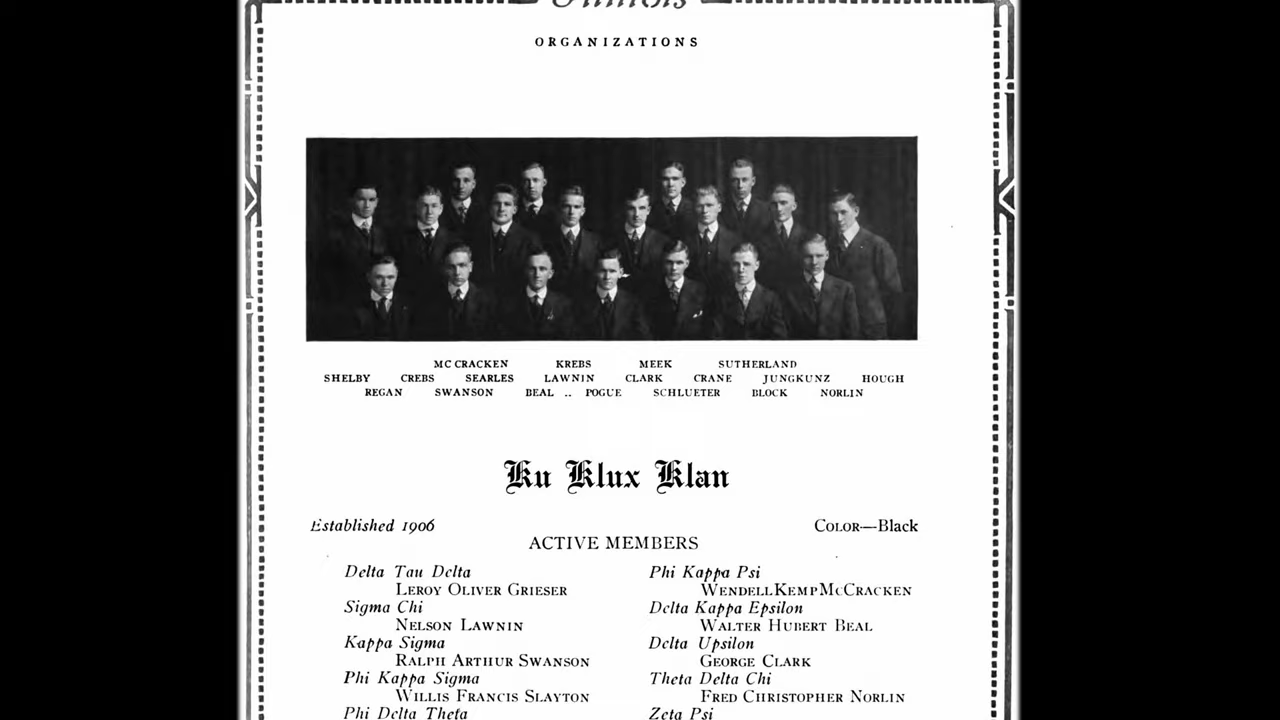 Illinois
ORGANIZATIONS
MC CRACKEN KREBS MEEK SUTHERLAND
SHELBY CREBS SEARLES LAWNIN CLARK CRANE JUNGKUNZ HOUGH
REGAN SWANSON BEAL .. POGUE SCHLUETER BLOCK NORLIN
Ku Klux Klan
Established 1906 COLOR—Black
ACTIVE MEMBERS
Delta Tau Delta
LEROY OLIVER GRIESER
Sigma Chi
NELSON LAWNIN
Kappa Sigma
RALPH ARTHUR SWANSON
Phi Kappa Sigma
WILLIS FRANCIS SLAYTON
Phi Delta Theta
Phi Kappa Psi
WENDELL KEMP MCCRACKEN
Delta Kappa Epsilon
WALTER HUBERT BEAL
Delta Upsilon
GEORGE CLARK
Theta Delta Chi
FRED CHRISTOPHER NORLIN
Zeta Psi